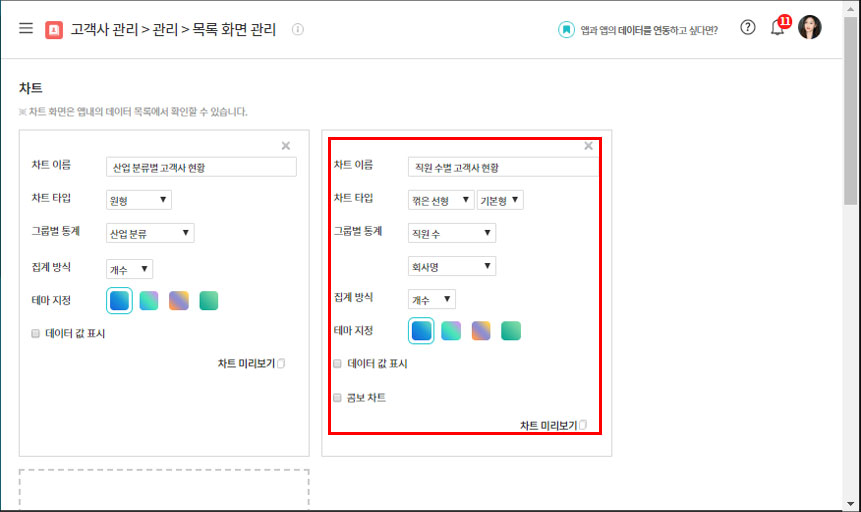 고객사 관리 > 관리 > 목록 화면 관리
앱과 앱의 데이터를 연동하고 싶다면?
11
차트
※ 차트 화면은 앱내의 데이터 목록에서 확인할 수 있습니다.
차트 이름
산업 분류별 고객사 현황
차트 타입
원형
그룹별 통계
산업 분류
집계 방식
개수
테마 지정
데이터 값 표시
차트 미리보기
차트 이름
직원 수별 고객사 현황
차트 타입
꺾은 선형
기본형
그룹별 통계
직원 수
회사명
집계 방식
개수
테마 지정
데이터 값 표시
콤보 차트
차트 미리보기